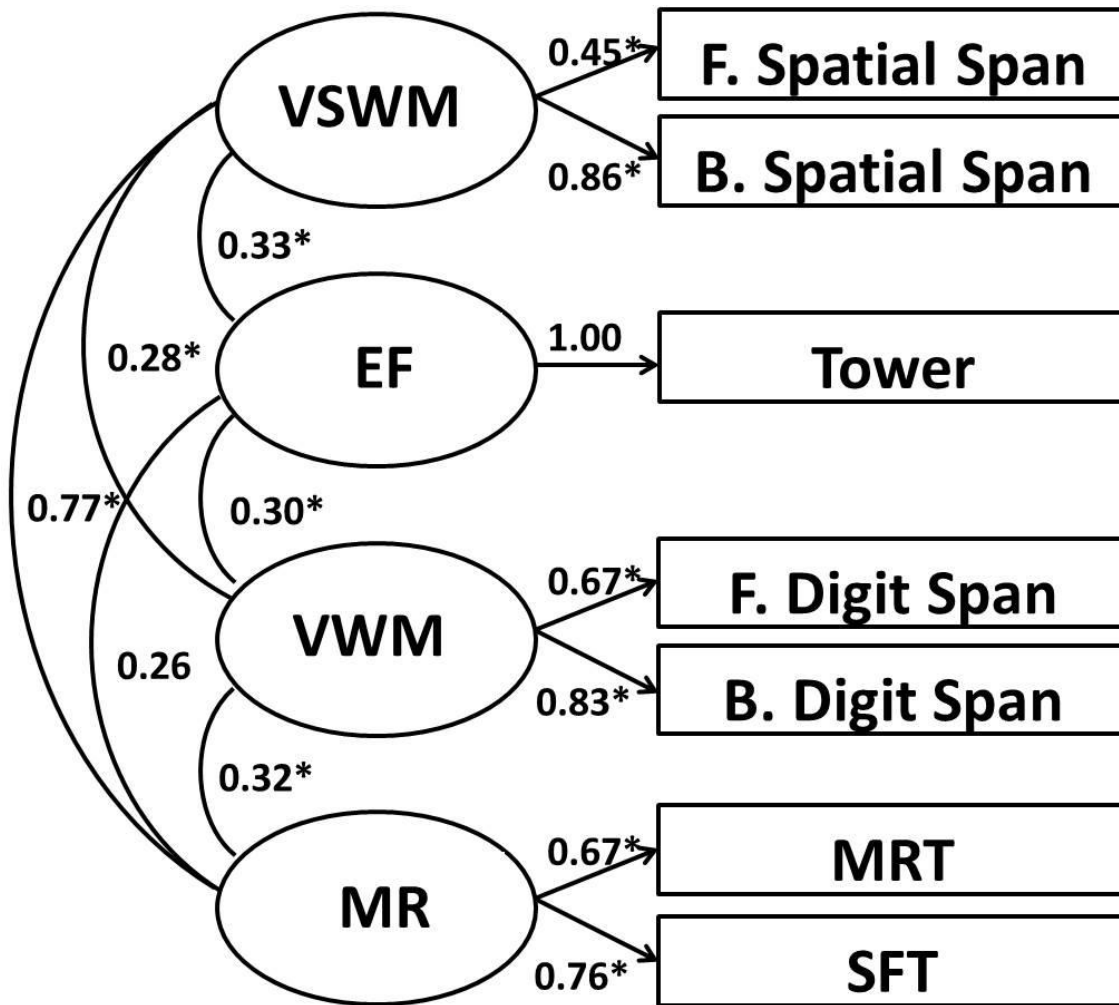 0.45*
F. Spatial Span
VSWM
B. Spatial Span
0.86*
0.33*
1.00
0.28*
EF
Tower
0.77*
0.30*
0.67*
F. Digit Span
VWM
0.26
B. Digit Span
0.83*
0.32*
0.67*
MRT
MR
SFT
0.76*